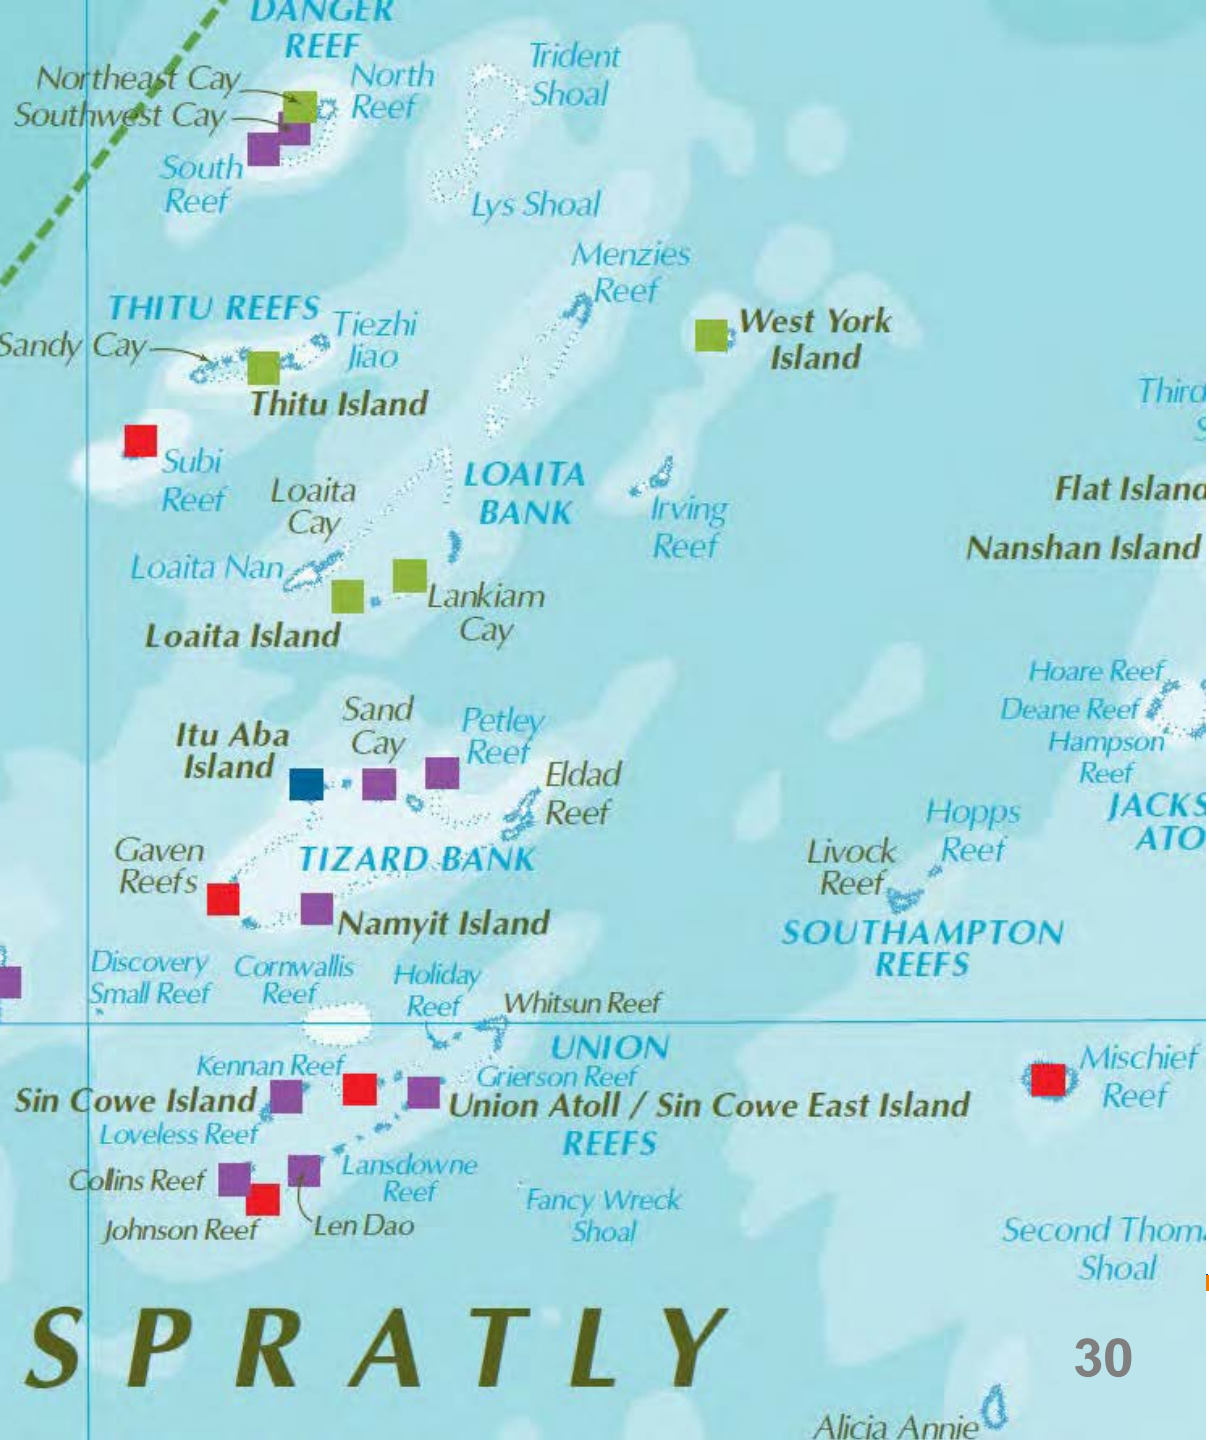 DANGER
REEF
Northeast Cay
Southwest Cay
North
Reef
Trident
Shoal
South
Reef
Lys Shoal
Menzies
Reef
THITU REEFS
Tiezhi
Jiao
Sandy Cay
Thitu Island
West York
Island
Third
S
Subi
Reef
Loaita
Cay
LOAITA
BANK
Irving
Reef
Flat Island
Nanshan Island
Loaita Nan
Lankiam
Cay
Loaita Island
Hoare Reef
Deane Reef
Hampson
Reef
JACKS
ATO
Itu Aba
Island
Sand
Cay
Petley
Reef
Eldad
Reef
Gaven
Reefs
TIZARD BANK
Namyit Island
Hopps
Reef
Livock
Reef
SOUTHAMPTON
REEFS
Discovery
Small Reef
Cornwallis
Reef
Holiday
Reef
Whitsun Reef
UNION
Kennan Reef
Grierson Reef
Sin Cowe Island
Union Atoll / Sin Cowe East Island
Loveless Reef
REEFS
Mischief
Reef
Collins Reef
Lansdowne
Reef
Johnson Reef
Len Dao
Fancy Wreck
Shoal
Second Thoma
Shoal
SPRATLY
30
Alicia Annie